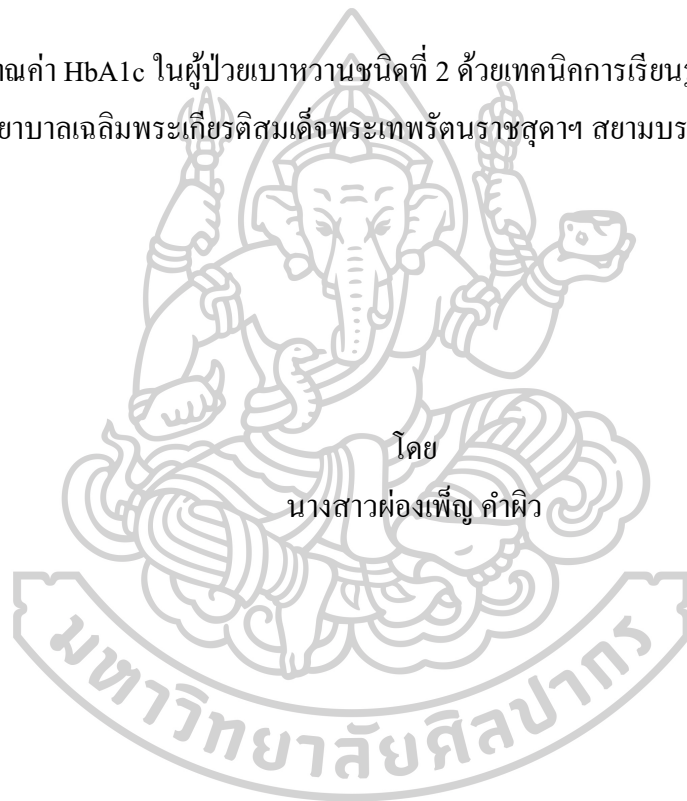 ณค่า HbA1c ในผู้ป่วยเบาหวานชนิดที่ 2 ด้วยเทคนิคการเรียนรู
ยาบาลเฉลิมพระเกียรติสมเด็จพระเทพรัตนราชสุดาฯ สยามบร
โดย
นางสาวผ่องเพ็ญ คำผิว
มหาวิทยาลัยศิลปากร